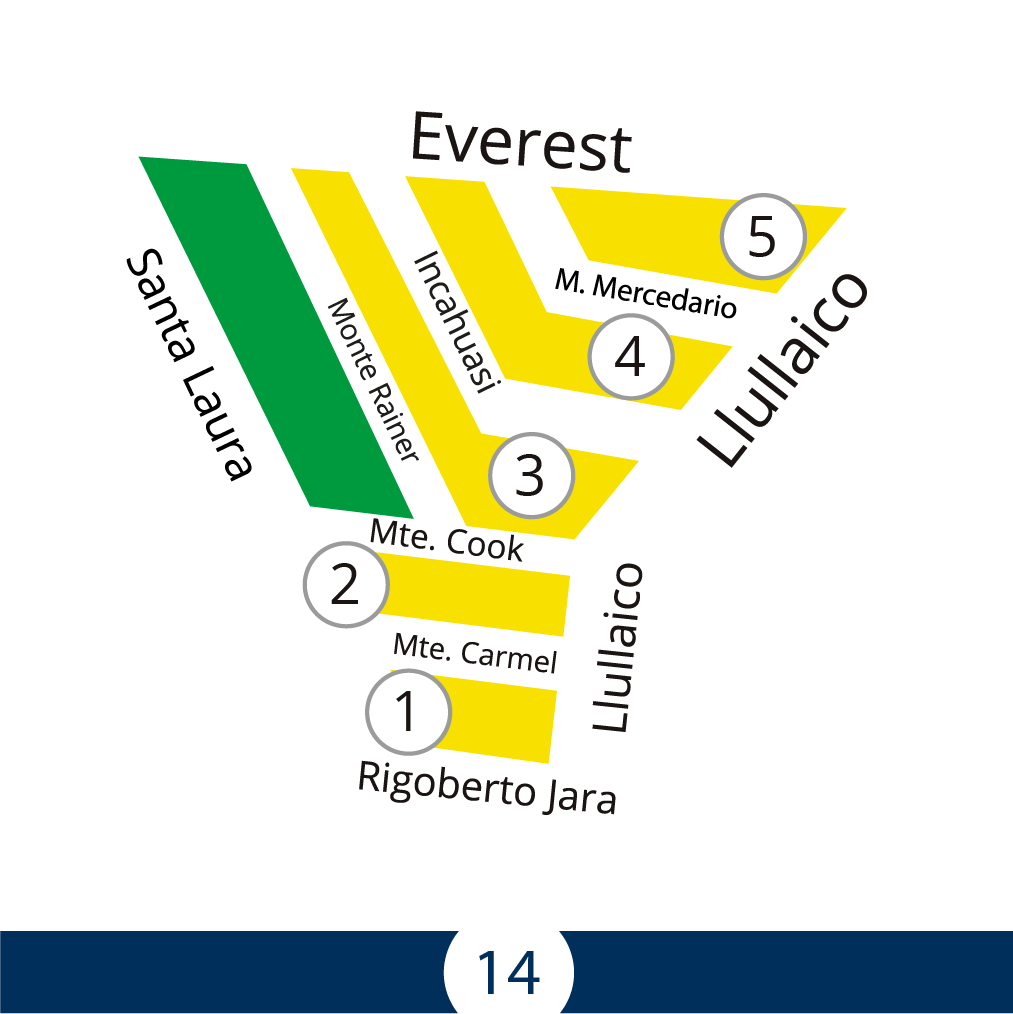 Everest
5
Santa Laura
Monte Rainer
Incahuasi
M. Mercedario
4
Llullaico
3
Mte. Cook
2
Llullaico
Mte. Carmel
1
Rigoberto Jara
14